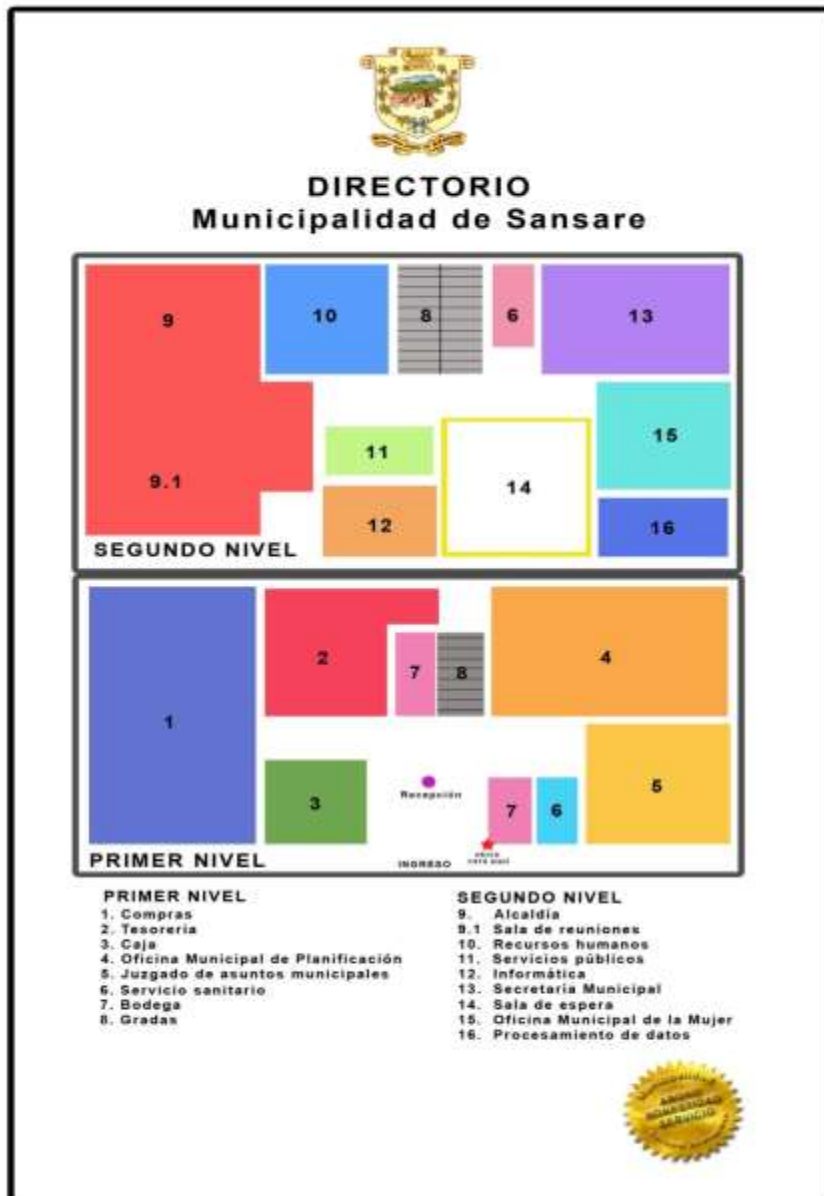 DIRECTORIO
Municipalidad de Sansare
9
10
8
6
13
11
15
9.1
12
14
16
SEGUNDO NIVEL
1
2
7
8
4
3
Recepción
7
6
5
PRIMER NIVEL
INGRESO
PRIMER NIVEL
1. Compras
2. Tesoreria
3. Caja
4. Oficina Municipal de Planificación
5. Juzgado de asuntos municipales
6. Servicio sanitario
7. Bodega
8. Gradas
SEGUNDO NIVEL
9. Alcaldía
9.1 Sala de reuniones
10. Recursos humanos
11. Servicios públicos
12. Informática
13. Secretaria Municipal
14. Sala de espera
15. Oficina Municipal de la Mujer
16. Procesamiento de datos
HONESTIDAD
SERVICIO